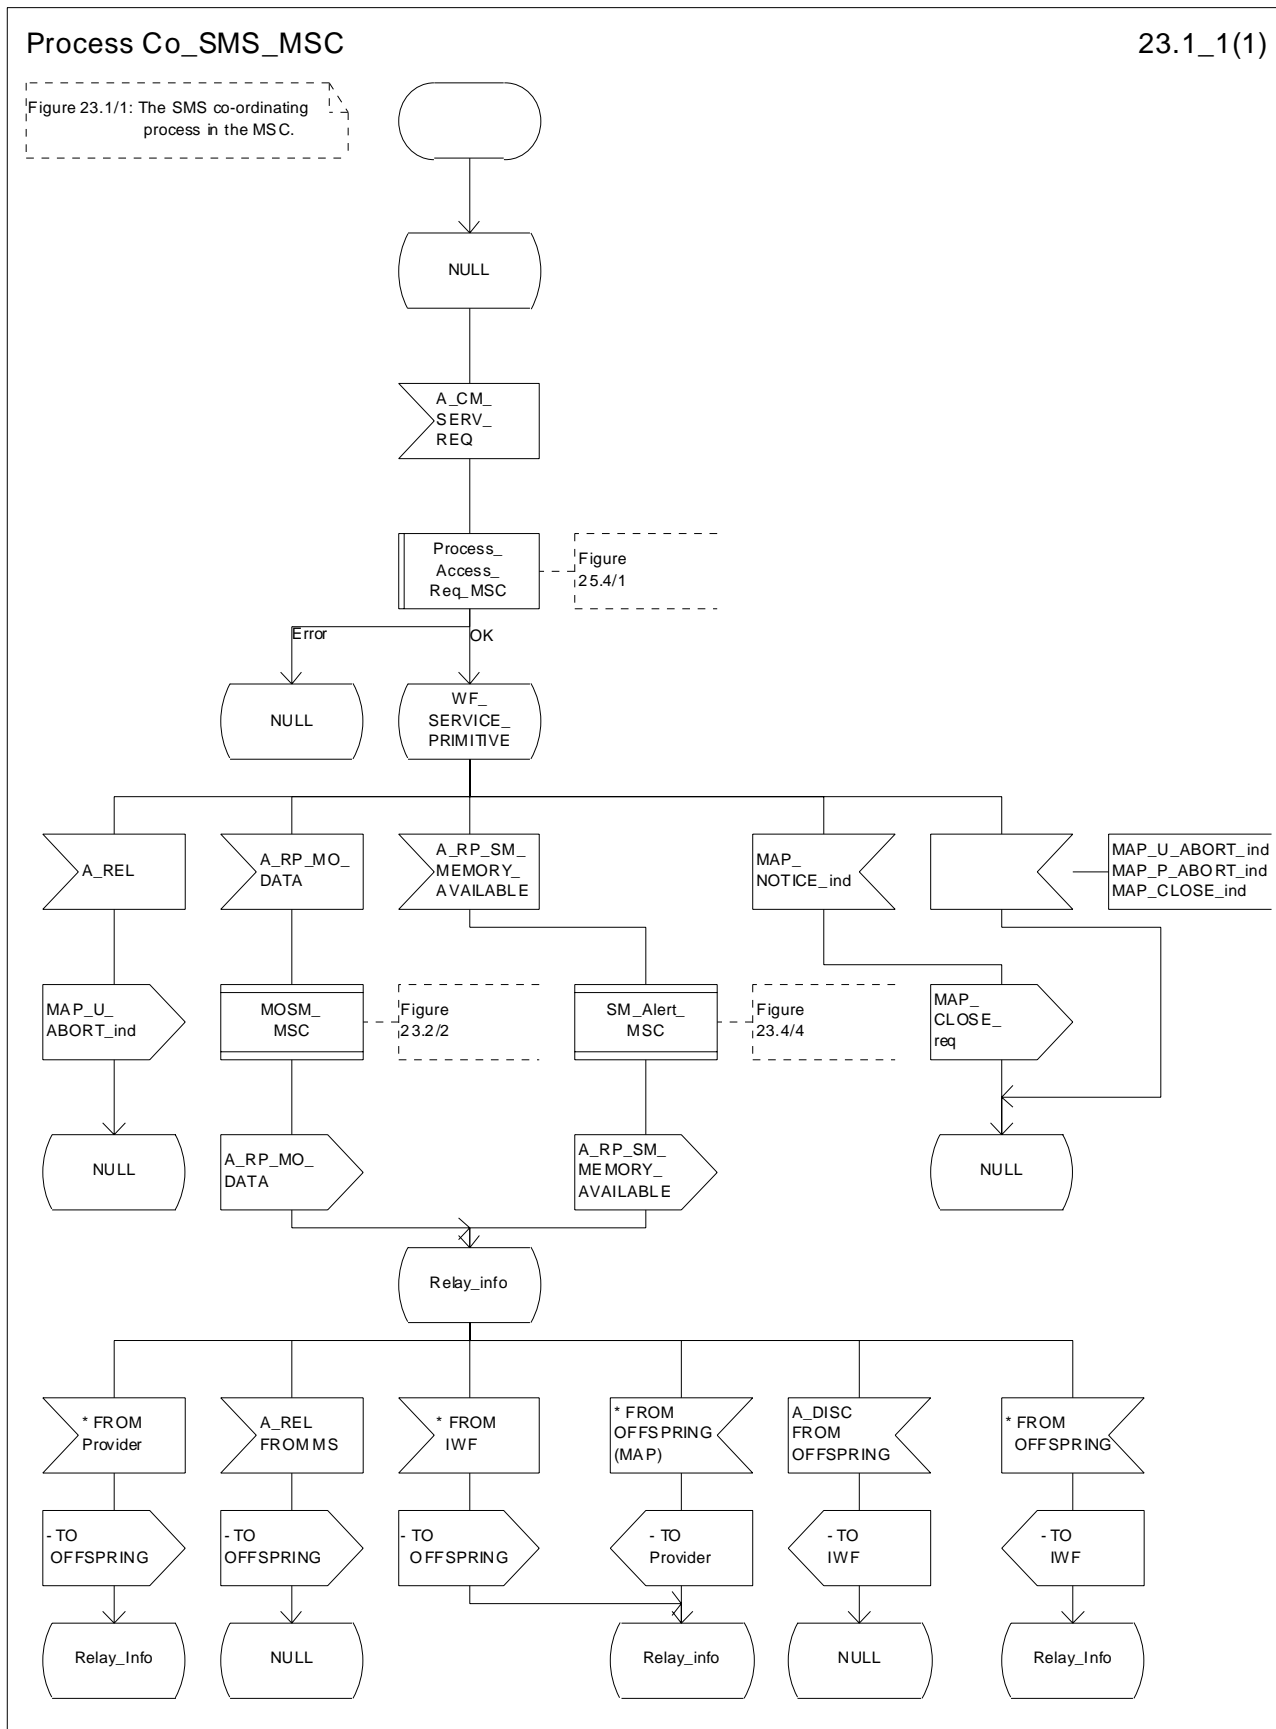 Process Co_SMS_MSC
23.1_1(1)
Figure 23.1/1: The SMS co-ordinating
process in the MSC.
NULL
A_CM_
SERV_
REQ
Process_
Access_
Req_MSC
Figure
25.4/1
Error
OK
NULL
WF_
SERVICE_
PRIMITIVE
A_REL
A_RP_MO_
DATA
A_RP_SM_
MEMORY_
AVAILABLE
MAP_
NOTICE_ind
MAP_U_ABORT_ind
MAP_P_ABORT_ind
MAP_CLOSE_ind
MAP_U_
ABORT_ind
MOSM_
MSC
Figure
23.2/2
SM_Alert_
MSC
Figure
23.4/4
MAP_
CLOSE_
req
NULL
A_RP_MO_
DATA
A_RP_SM_
MEMORY_
AVAILABLE
NULL
Relay_info
* FROM
Provider
A_REL
FROM MS
* FROM
IWF
* FROM
OFFSPRING
(MAP)
A_DISC
FROM
OFFSPRING
* FROM
OFFSPRING
- TO
OFFSPRING
- TO
OFFSPRING
- TO
OFFSPRING
- TO
Provider
- TO
IWF
- TO
IWF
Relay_Info
NULL
Relay_info
NULL
Relay_Info